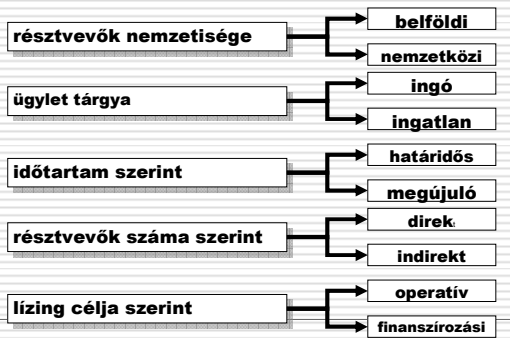 résztvevők nemzetisége
belföldi
nemzetközi
ügylet tárgya
ingó
ingatlan
időtartam szerint
határidős
megújuló
résztvevők száma szerint
direkt
indirekt
lízing célja szerint
operatív
finanszírozási